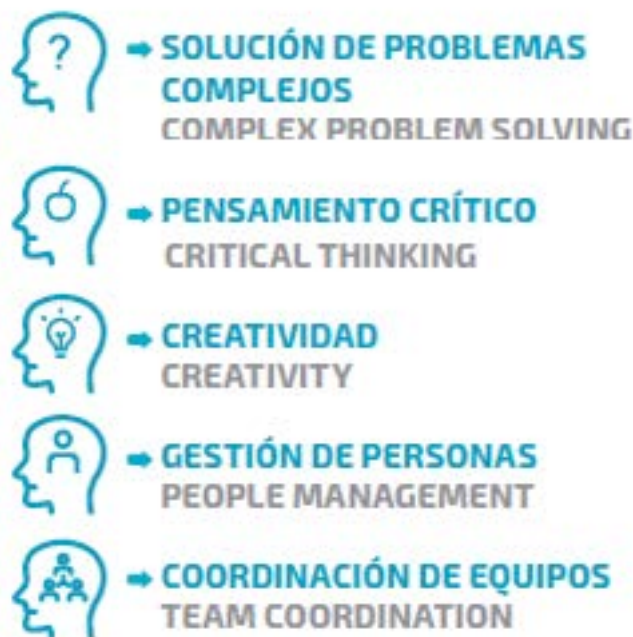 SOLUCIÓN DE PROBLEMAS
COMPLEJOS
COMPLEX PROBLEM SOLVING
PENSAMIENTO CRÍTICO
CRITICAL THINKING
CREATIVIDAD
CREATIVITY
GESTIÓN DE PERSONAS
PEOPLE MANAGEMENT
COORDINACIÓN DE EQUIPOS
TEAM COORDINATION